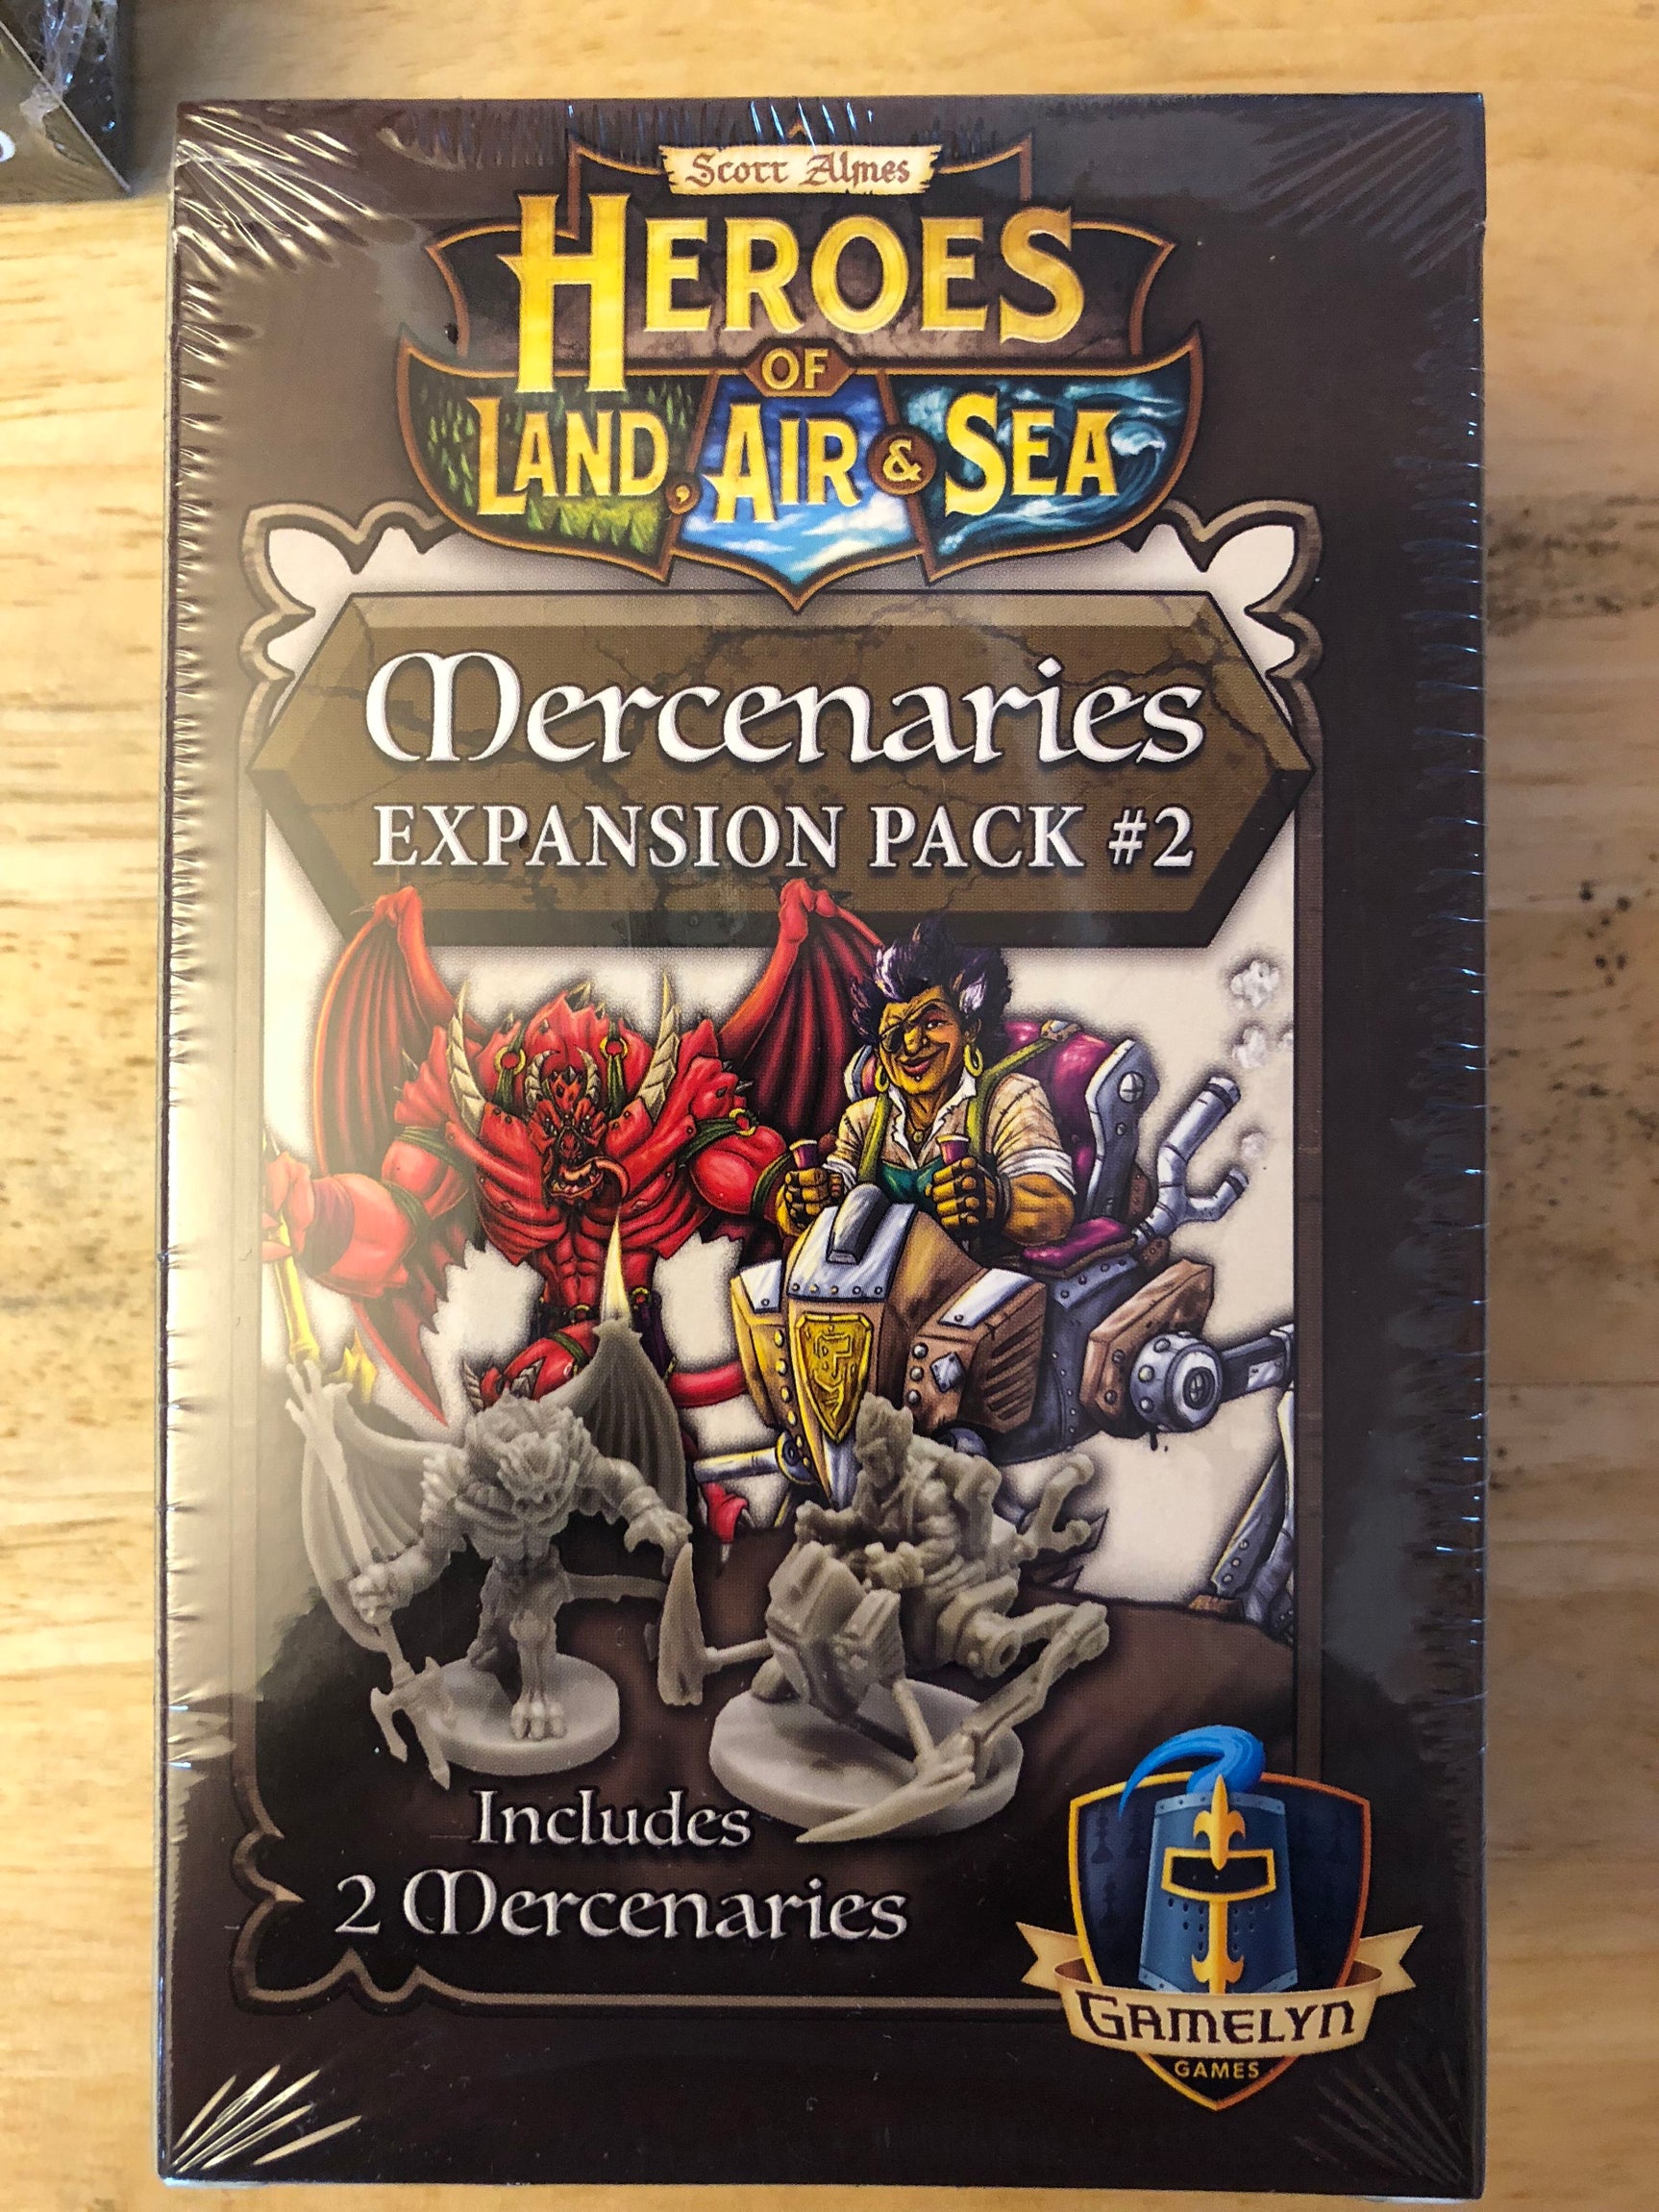 Scott Almes
HEROES
OF
LAND, AIR & SEA
Mercenaries
EXPANSION PACK #2
Includes
2 Mercenaries
GAMELYN
GAMES